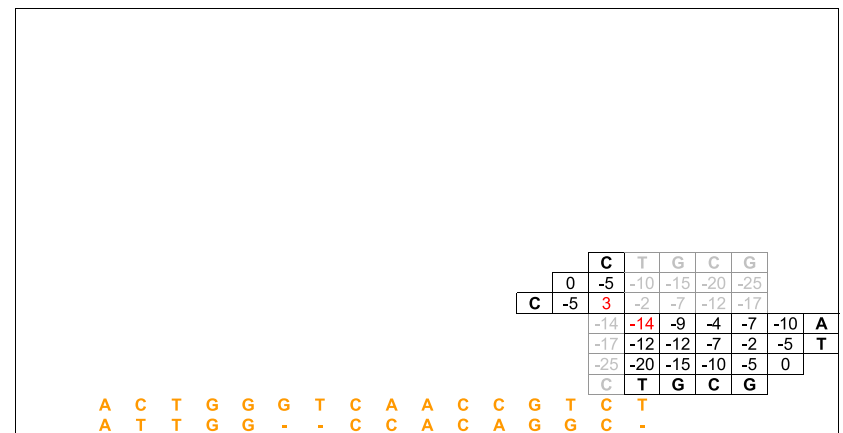 C T G C G
0 -5 -10 -15 -20 -25
C -5 3 -2 -7 -12 -17
-14 -14 -9 -4 -7 -10 A
-17 -12 -12 -7 -2 -5 T
-25 -20 -15 -10 -5 0
C T G C G
A C T G G G T C A A C C G T C T
A T T G G - - C C A C A G G C -